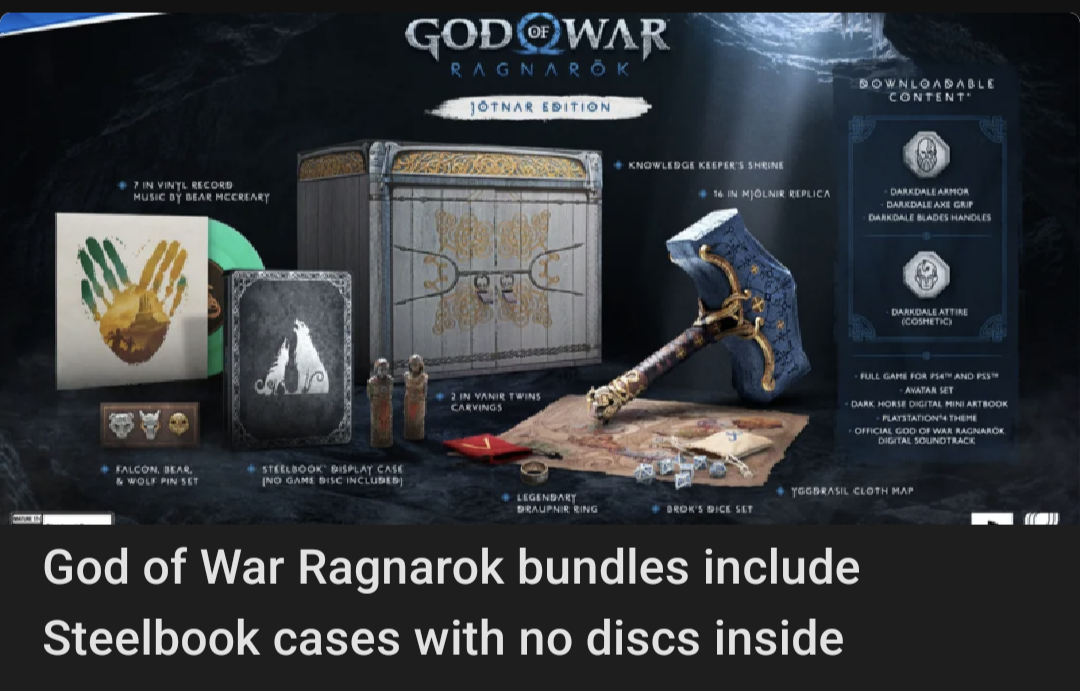 GOD OF WAR
RAGNARÖK
JÖTNAR EDITION
DOWNLOADABLE
CONTENT*
KNOWLEDGE KEEPER'S SHRINE
7 IN VINYL RECORD
MUSIC BY BEAR MCCREARY
16 IN MJÖLNIR REPLICA
· DARKDALE ARMOR
· DARKDALE AXE GRIP
· DARKDALE BLADES HANDLES
· DARKDALE ATTIRE
(COSMETIC)
· FULL GAME FOR PS4™ AND PS5™
· AVATAR SET
· DARK HORSE DIGITAL MINI ARTBOOK
· PLAYSTATION®4 THEME
· OFFICIAL GOD OF WAR RAGNARÖK
DIGITAL SOUNDTRACK
2 IN VANIR TWINS
CARVINGS
FALCON, BEAR,
& WOLF PIN SET
STEELBOOK® DISPLAY CASE
[NO GAME DISC INCLUDED]
LEGENDARY
DRAUPNIR RING
BROK'S DICE SET
YGGDRASIL CLOTH MAP
God of War Ragnarok bundles include
Steelbook cases with no discs inside